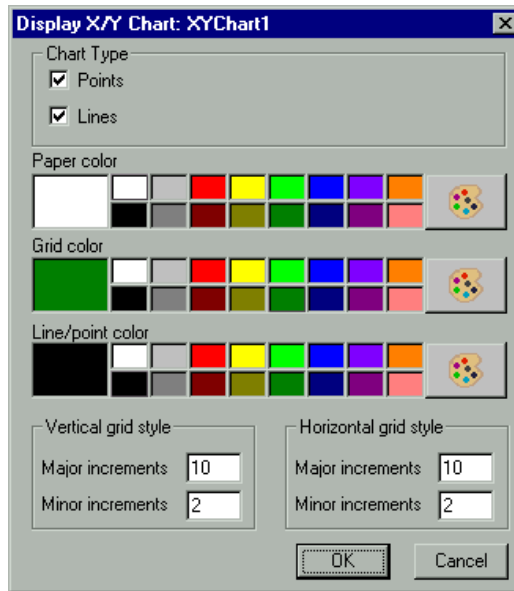 Display X/Y Chart: XYChart1
Chart Type
Points
Lines
Paper color
Grid color
Line/point color
Vertical grid style
Major increments 10
Minor increments 2
Horizontal grid style
Major increments 10
Minor increments 2
OK
Cancel